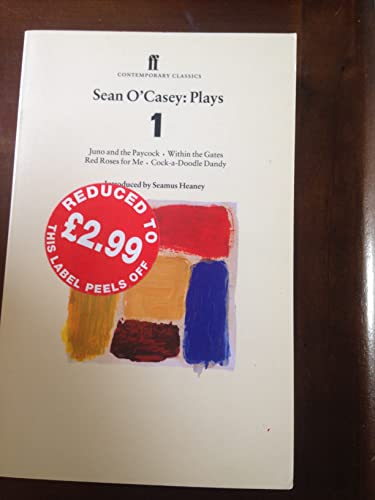 ff
CONTEMPORARY CLASSICS
Sean O'Casey: Plays
1
Juno and the Paycock • Within the Gates
Red Roses for Me • Cock-a-Doodle Dandy
Introduced by Seamus Heaney
REDUCED TO
£2.99
THIS LABEL PEELS OFF